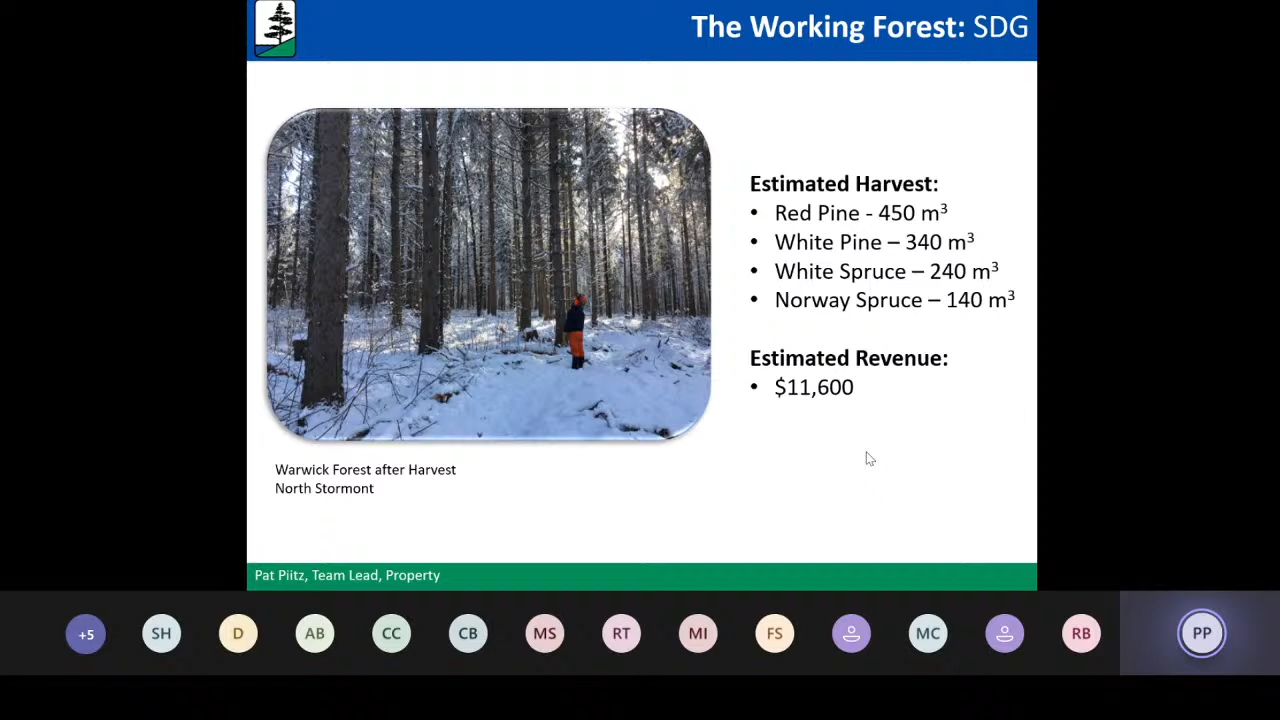 The Working Forest: SDG
Estimated Harvest:
• Red Pine - 450 m³
• White Pine – 340 m³
• White Spruce – 240 m³
• Norway Spruce – 140 m³
Estimated Revenue:
• $11,600
Warwick Forest after Harvest
North Stormont
Pat Piitz, Team Lead, Property
+5 SH D AB CC CB MS RT MI FS MC RB PP